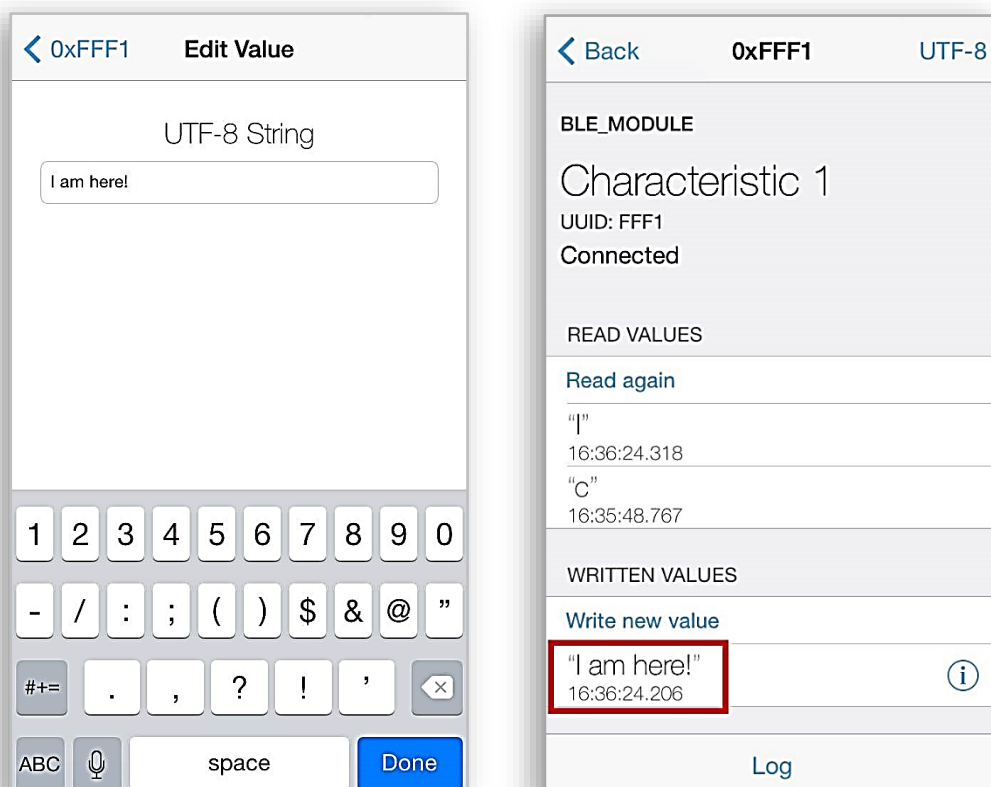 0xFFF1 Edit Value
UTF-8 String
I am here!
1 2 3 4 5 6 7 8 9 0
- / : ; ( ) $ & @ ”
#+= . , ? ! ’
ABC space Done
Back 0xFFF1 UTF-8
BLE_MODULE
Characteristic 1
UUID: FFF1
Connected
READ VALUES
Read again
“I”
16:36:24.318
“C”
16:35:48.767
WRITTEN VALUES
Write new value
“I am here!”
16:36:24.206
Log